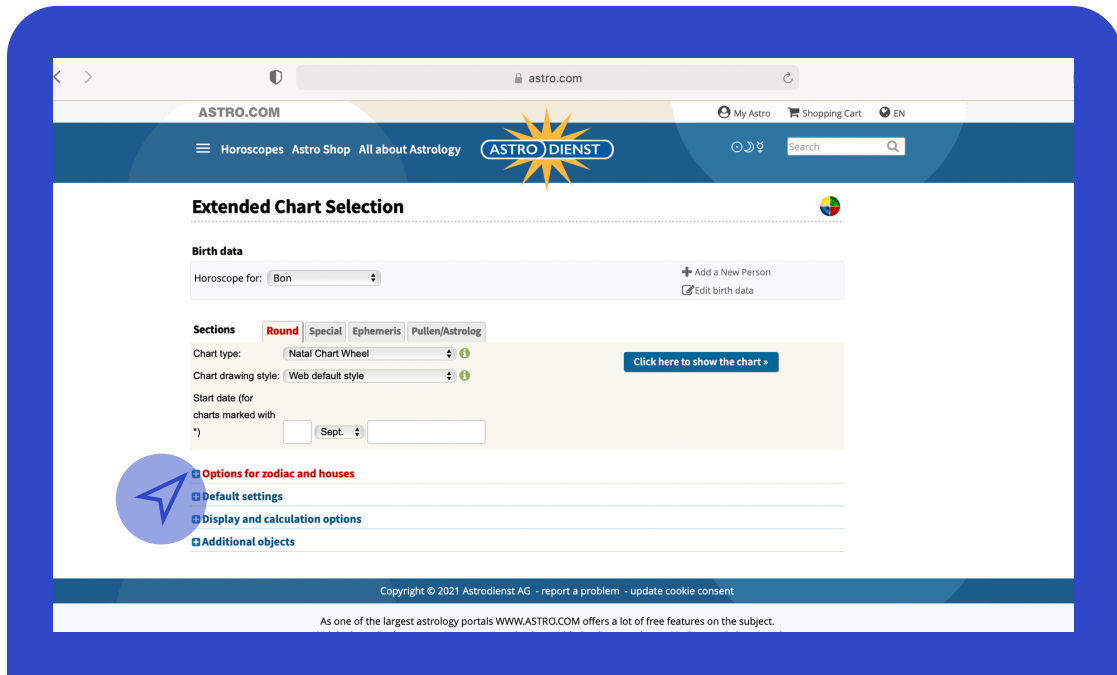 astro.com
ASTRO.COM
My Astro Shopping Cart EN
Horoscopes Astro Shop All about Astrology ASTRO DIENST Search
Extended Chart Selection
Birth data
Horoscope for: Bon
Add a New Person
Edit birth data
Sections Round Special Ephemeris Pullen/Astrolog
Chart type: Natal Chart Wheel
Click here to show the chart »
Chart drawing style: Web default style
Start date (for
charts marked with
*) Sept.
Options for zodiac and houses
Default settings
Display and calculation options
Additional objects
Copyright © 2021 Astrodienst AG - report a problem - update cookie consent
As one of the largest astrology portals WWW.ASTRO.COM offers a lot of free features on the subject.